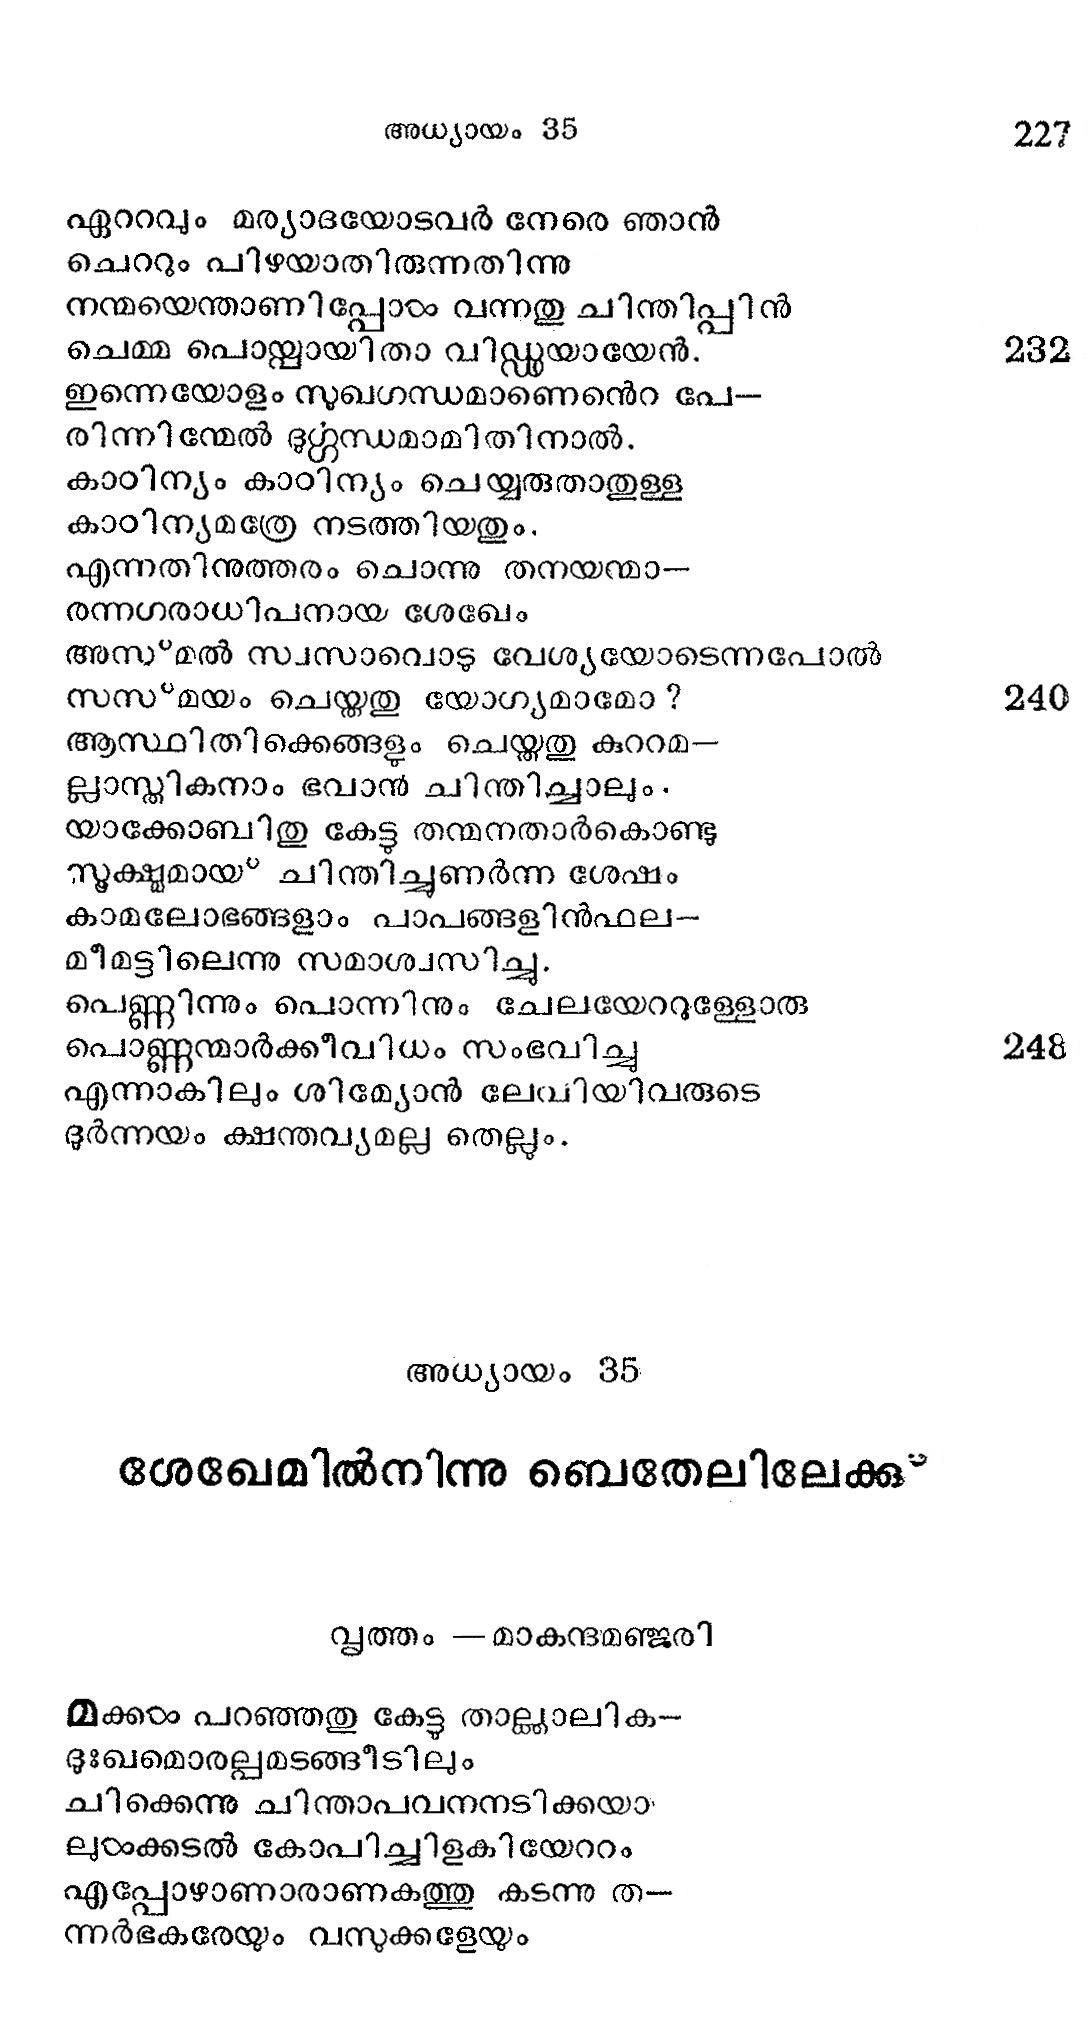 അധ്യായം 35 227
ഏററവും മര്യാദയോടവർ നേരെ ഞാൻ
ചെററും പിഴയാതിരുന്നതിന്നു
നന്മയെന്താണിപ്പോൾ വന്നതു ചിന്തിപ്പിൻ
ചെമ്മ പൊയ്പ്പോയിതാ വിഡ്ഢിയായേൻ. 232
ഇന്നെയോളം സുഖഗന്ധമാണെൻെറ പേ—
രിന്നിന്മേൽ ദുർഗ്ഗന്ധമാമിതിനാൽ.
കാഠിന്യം കാഠിന്യം ചെയ്യരുതാതുള്ള
കാഠിന്യമത്രേ നടത്തിയതും.
എന്നതിനുത്തരം ചൊന്നു തനയന്മാ—
രന്നഗരാധിപനായ ശേഖേം
അസ്മൽ സ്വസാവൊടു വേശ്യയോടെന്നപോൽ
സസ്മയം ചെയ്തതു യോഗ്യമാമോ ? 240
ആസ്ഥിതിക്കെങ്ങളും ചെയ്തതു കുററമ—
ല്ലാസ്തികനാം ഭവാൻ ചിന്തിച്ചാലും.
യാക്കോബിതു കേട്ടു തന്മനതാർകൊണ്ടു
സൂക്ഷ്മമായ് ചിന്തിച്ചുണർന്ന ശേഷം
കാമലോഭങ്ങളാം പാപങ്ങളിൻഫല—
മീമട്ടിലെന്നു സമാശ്വസിച്ചു.
പെണ്ണിന്നും പൊന്നിനും ചേലയേററുള്ളോരു
പൊണ്ണന്മാർക്കീവിധം സംഭവിച്ചു 248
എന്നാകിലും ശിമ്യോൻ ലേവിയിവരുടെ
ദുർന്നയം ക്ഷന്തവ്യമല്ല തെല്ലും.
അധ്യായം 35
ശേഖേമിൽനിന്നു ബെതേലിലേക്കു്
വൃത്തം —മാകന്ദമഞ്ജരി
മക്കൾ പറഞ്ഞതു കേട്ടു താല്ക്കാലിക—
ദുഃഖമൊരല്പമടങ്ങീടിലും
ചിക്കെന്നു ചിന്താപവനനടിക്കയാ
ലുൾക്കടൽ കോപിച്ചിളകിയേററം
എപ്പോഴാണാരാണകത്തു കടന്നു ത—
ന്നർഭകരേയും വസുക്കളേയും